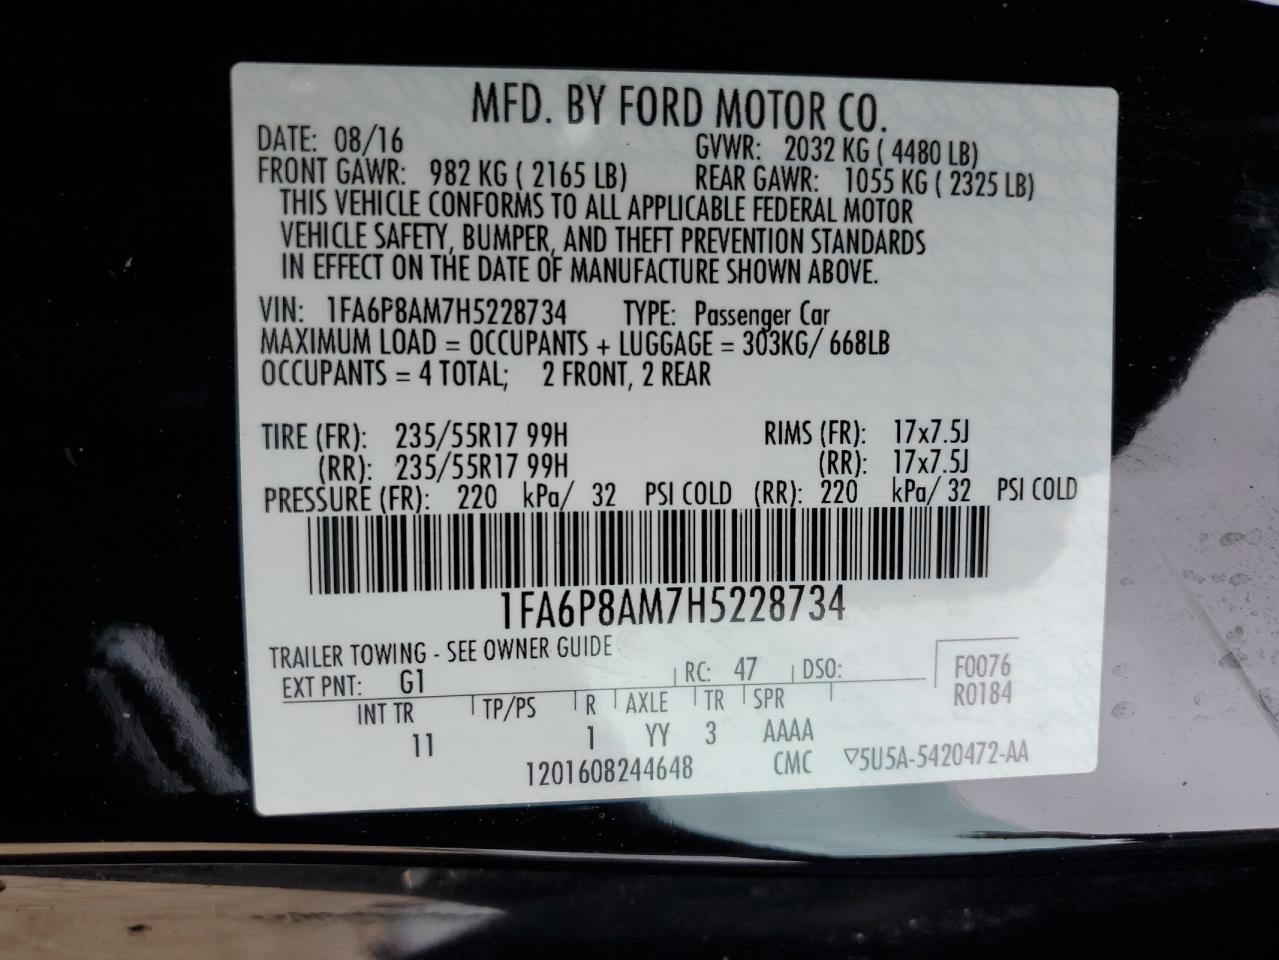 MFD. BY FORD MOTOR CO.
DATE: 08/16 GVWR: 2032 KG ( 4480 LB)
FRONT GAWR: 982 KG ( 2165 LB) REAR GAWR: 1055 KG ( 2325 LB)
THIS VEHICLE CONFORMS TO ALL APPLICABLE FEDERAL MOTOR
VEHICLE SAFETY, BUMPER, AND THEFT PREVENTION STANDARDS
IN EFFECT ON THE DATE OF MANUFACTURE SHOWN ABOVE.
VIN: 1FA6P8AM7H5228734 TYPE: Passenger Car
MAXIMUM LOAD = OCCUPANTS + LUGGAGE = 303KG/ 668LB
OCCUPANTS = 4 TOTAL; 2 FRONT, 2 REAR
TIRE (FR): 235/55R17 99H RIMS (FR): 17x7.5J
(RR): 235/55R17 99H (RR): 17x7.5J
PRESSURE (FR): 220 kPa/ 32 PSI COLD (RR): 220 kPa/ 32 PSI COLD
1FA6P8AM7H5228734
TRAILER TOWING - SEE OWNER GUIDE
EXT PNT: G1 RC: 47 DSO: F0076
R0184
INT TR TP/PS R AXLE TR SPR
11 1 YY 3 AAAA
1201608244648 CMC ▽5U5A-5420472-AA